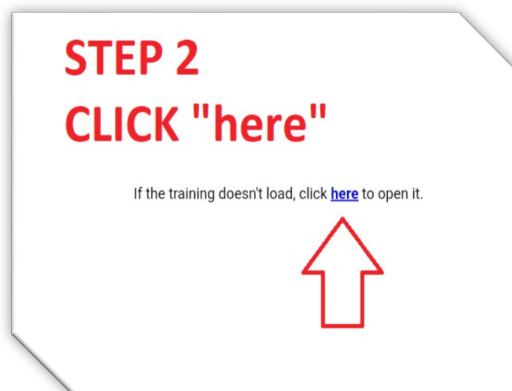 STEP 2
CLICK "here"
If the training doesn't load, click here to open it.